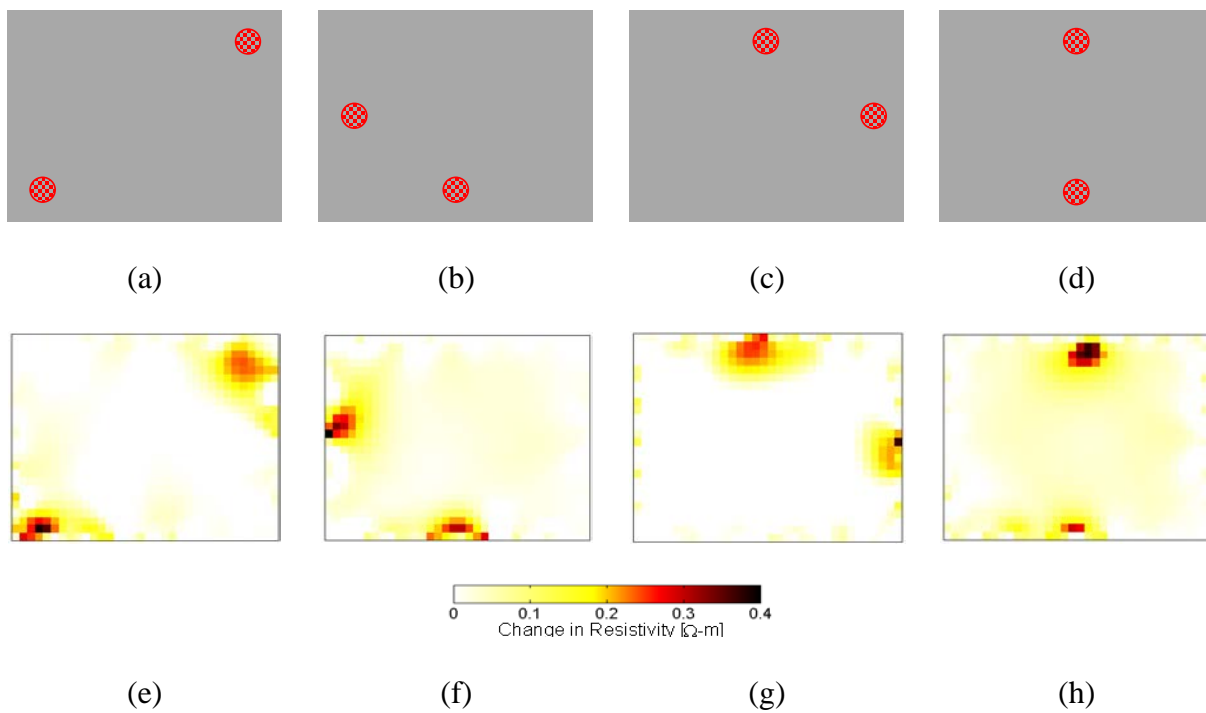 (a) (b) (c) (d)
0 0.1 0.2 0.3 0.4
Change in Resistivity [Ω-m]
(e) (f) (g) (h)